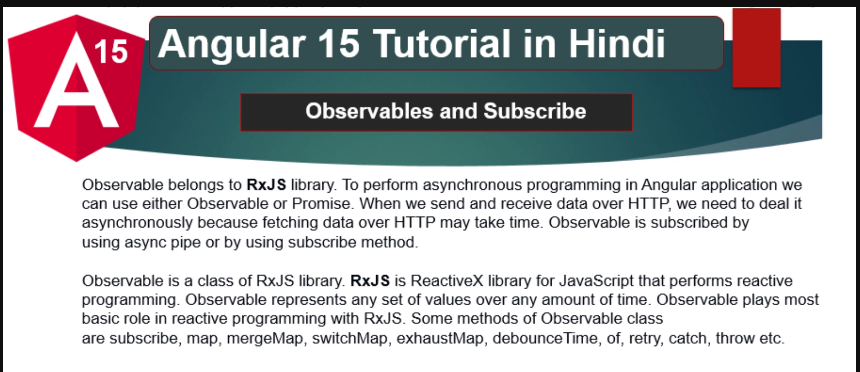 15
Angular 15 Tutorial in Hindi
Observables and Subscribe
Observable belongs to RxJS library. To perform asynchronous programming in Angular application we
can use either Observable or Promise. When we send and receive data over HTTP, we need to deal it
asynchronously because fetching data over HTTP may take time. Observable is subscribed by
using async pipe or by using subscribe method.
Observable is a class of RxJS library. RxJS is ReactiveX library for JavaScript that performs reactive
programming. Observable represents any set of values over any amount of time. Observable plays most
basic role in reactive programming with RxJS. Some methods of Observable class
are subscribe, map, mergeMap, switchMap, exhaustMap, debounceTime, of, retry, catch, throw etc.